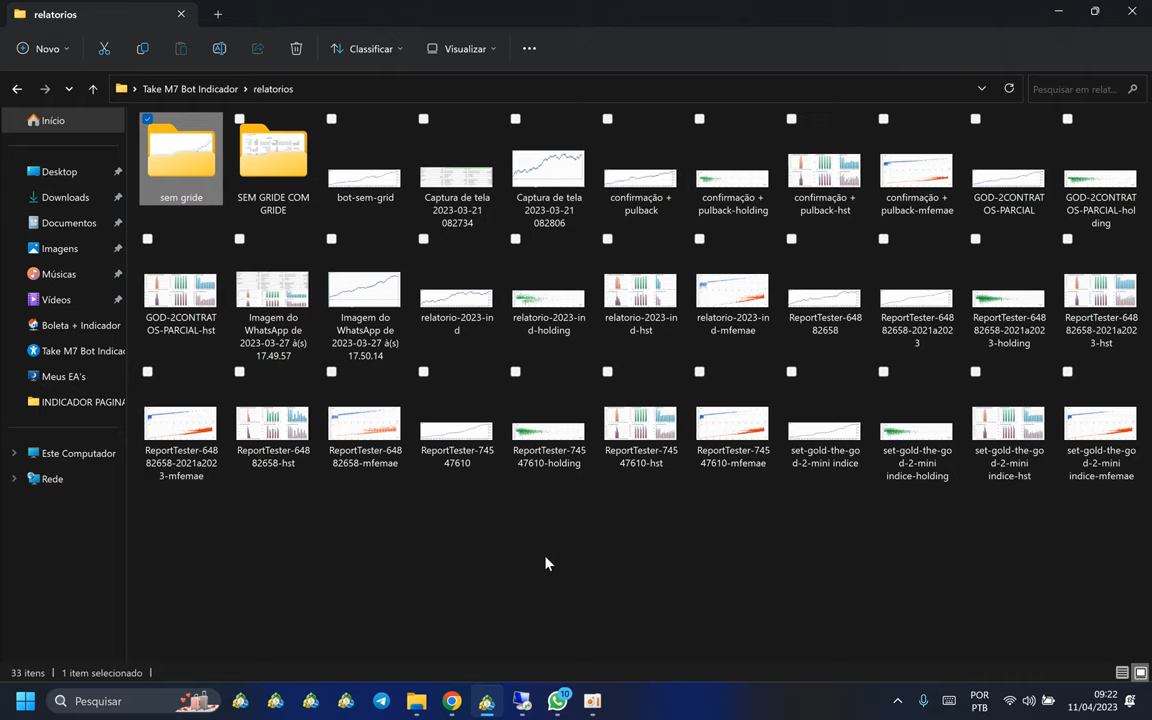 relatorios
Novo
Classificar
Visualizar
Take M7 Bot Indicador > relatorios
Pesquisar em relat...
Início
Desktop
Downloads
Documentos
Imagens
Músicas
Vídeos
Boleta + Indicador
Take M7 Bot Indicac
Meus EA's
INDICADOR PAGINA
Este Computador
Rede
sem gride
SEM GRIDE COM
GRIDE
bot-sem-grid
Captura de tela
2023-03-21
082734
Captura de tela
2023-03-21
082806
confirmação +
pulback
confirmação +
pulback-holding
confirmação +
pulback-hst
confirmação +
pulback-mfemae
GOD-2CONTRAT
OS-PARCIAL
GOD-2CONTRAT
OS-PARCIAL-hol
ding
GOD-2CONTRAT
OS-PARCIAL-hst
Imagem do
WhatsApp de
2023-03-27 à(s)
17.49.57
Imagem do
WhatsApp de
2023-03-27 à(s)
17.50.14
relatorio-2023-in
d
relatorio-2023-in
d-holding
relatorio-2023-in
d-hst
relatorio-2023-in
d-mfemae
ReportTester-648
82658
ReportTester-648
82658-2021a202
3
ReportTester-648
82658-2021a202
3-holding
ReportTester-648
82658-2021a202
3-hst
ReportTester-648
82658-2021a202
3-mfemae
ReportTester-648
82658-hst
ReportTester-648
82658-mfemae
ReportTester-745
47610
ReportTester-745
47610-holding
ReportTester-745
47610-hst
ReportTester-745
47610-mfemae
set-gold-the-go
d-2-mini indice
set-gold-the-go
d-2-mini
indice-holding
set-gold-the-go
d-2-mini
indice-hst
set-gold-the-go
d-2-mini
indice-mfemae
33 itens
1 item selecionado
Pesquisar
10
POR
PTB
09:22
11/04/2023